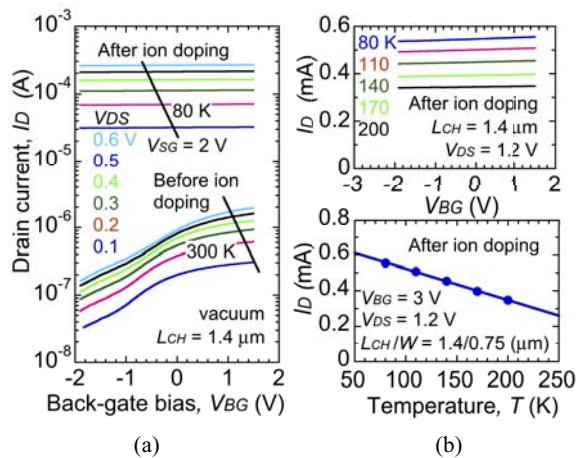 After ion doping
10⁻³
10⁻⁴
10⁻⁵
10⁻⁶
10⁻⁷
10⁻⁸
Drain current, ID (A)
VDS
80 K
0.6 V
0.5
0.4
0.3
0.2
0.1
VSG = 2 V
Before ion
doping
300 K
vacuum
LCH = 1.4 μm
-2 -1 0 1 2
Back-gate bias, VBG (V)
(a)
0.6
0.4
0.2
0
ID (mA)
80 K
110
140
170
200
After ion doping
LCH = 1.4 μm
VDS = 1.2 V
-3 -2 -1 0 1 2 3
VBG (V)
0.8
0.6
0.4
0.2
0
ID (mA)
After ion doping
VBG = 3 V
VDS = 1.2 V
LCH/W = 1.4/0.75 (μm)
50 100 150 200 250
Temperature, T (K)
(b)